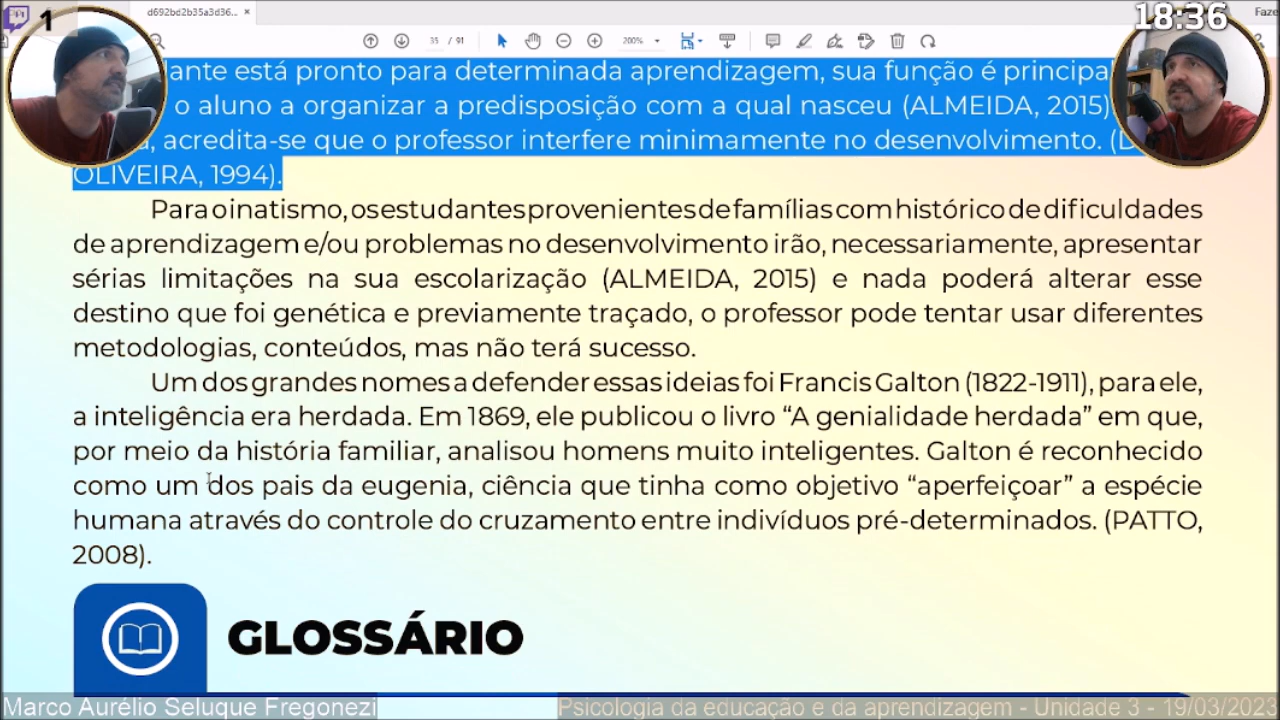 1
d692bd2b35a3d36...
18:36
Faze
35 / 91
200%
ante está pronto para determinada aprendizagem, sua função é principa
o aluno a organizar a predisposição com a qual nasceu (ALMEIDA, 2015)
a, acredita-se que o professor interfere minimamente no desenvolvimento. (D
OLIVEIRA, 1994).
Para o inatismo, os estudantes provenientes de famílias com histórico de dificuldades
de aprendizagem e/ou problemas no desenvolvimento irão, necessariamente, apresentar
sérias limitações na sua escolarização (ALMEIDA, 2015) e nada poderá alterar esse
destino que foi genética e previamente traçado, o professor pode tentar usar diferentes
metodologias, conteúdos, mas não terá sucesso.
Um dos grandes nomes a defender essas ideias foi Francis Galton (1822-1911), para ele,
a inteligência era herdada. Em 1869, ele publicou o livro “A genialidade herdada” em que,
por meio da história familiar, analisou homens muito inteligentes. Galton é reconhecido
como um dos pais da eugenia, ciência que tinha como objetivo “aperfeiçoar” a espécie
humana através do controle do cruzamento entre indivíduos pré-determinados. (PATTO,
2008).
GLOSSÁRIO
Marco Aurélio Seluque Fregonezi
Psicologia da educação e da aprendizagem - Unidade 3 - 19/03/2023